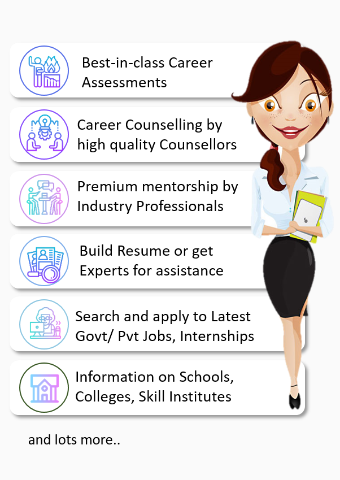 Best-in-class Career
Assessments
Career Counselling by
high quality Counsellors
Premium mentorship by
Industry Professionals
Build Resume or get
Experts for assistance
Search and apply to Latest
Govt/ Pvt Jobs, Internships
Information on Schools,
Colleges, Skill Institutes
and lots more..